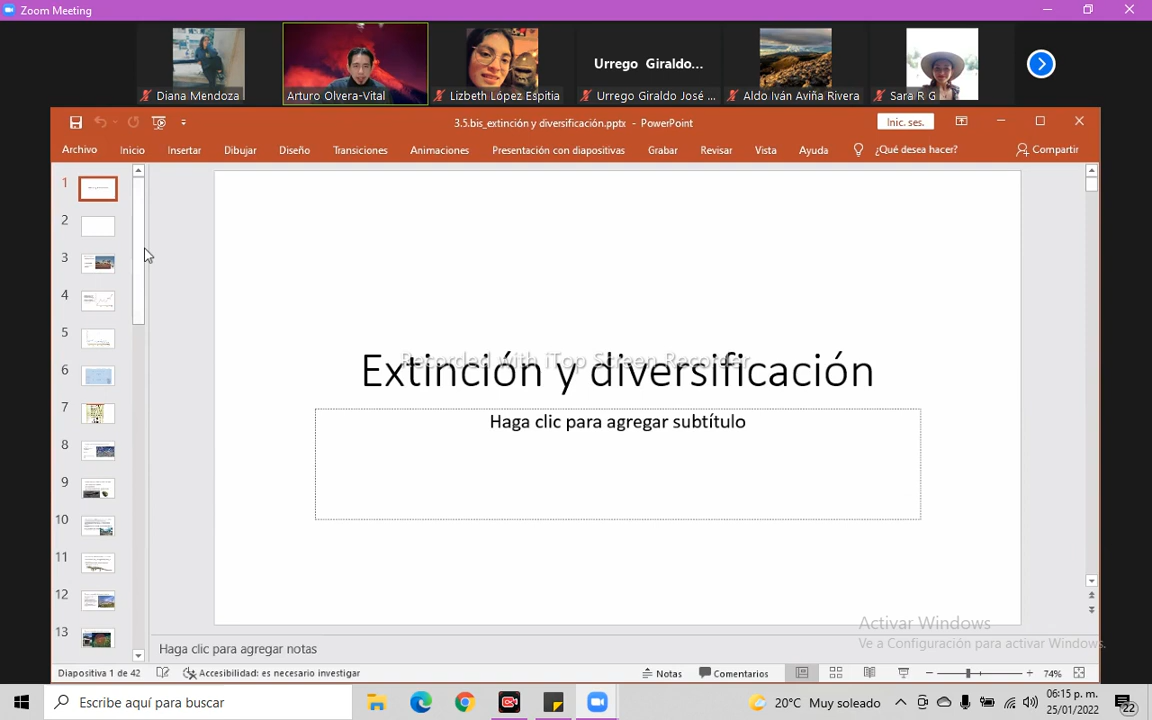 Zoom Meeting
Urrego Giraldo...
Diana Mendoza
Arturo Olvera-Vital
Lizbeth López Espitia
Urrego Giraldo José ...
Aldo Iván Aviña Rivera
Sara R G
3.5.bis_extinción y diversificación.pptx - PowerPoint
Inic. ses.
Archivo
Inicio
Insertar
Dibujar
Diseño
Transiciones
Animaciones
Presentación con diapositivas
Grabar
Revisar
Vista
Ayuda
¿Qué desea hacer?
Compartir
1
2
3
4
5
6
7
8
9
10
11
12
13
Recorded with iTop Screen Recorder
Extinción y diversificación
Haga clic para agregar subtítulo
Activar Windows
Ve a Configuración para activar Windows.
Haga clic para agregar notas
Diapositiva 1 de 42
Accesibilidad: es necesario investigar
Notas
Comentarios
74%
Escribe aquí para buscar
20°C Muy soleado
06:15 p. m.
25/01/2022
22